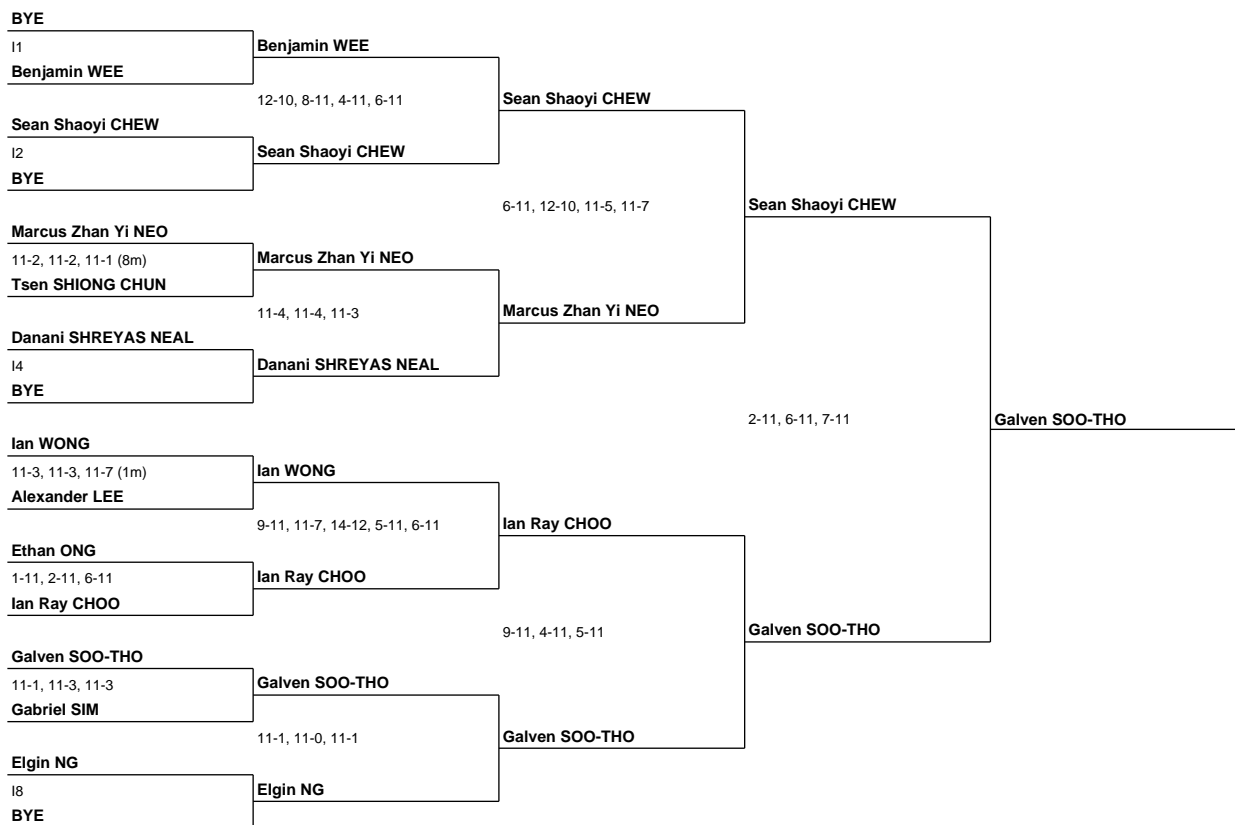 BYE
I1
Benjamin WEE
Benjamin WEE
12-10, 8-11, 4-11, 6-11
Sean Shaoyi CHEW
Sean Shaoyi CHEW
I2
Sean Shaoyi CHEW
BYE
6-11, 12-10, 11-5, 11-7
Sean Shaoyi CHEW
Marcus Zhan Yi NEO
11-2, 11-2, 11-1 (8m)
Marcus Zhan Yi NEO
Tsen SHIONG CHUN
11-4, 11-4, 11-3
Marcus Zhan Yi NEO
Danani SHREYAS NEAL
I4
Danani SHREYAS NEAL
BYE
2-11, 6-11, 7-11
Galven SOO-THO
Ian WONG
11-3, 11-3, 11-7 (1m)
Ian WONG
Alexander LEE
9-11, 11-7, 14-12, 5-11, 6-11
Ian Ray CHOO
Ethan ONG
1-11, 2-11, 6-11
Ian Ray CHOO
Ian Ray CHOO
9-11, 4-11, 5-11
Galven SOO-THO
Galven SOO-THO
11-1, 11-3, 11-3
Galven SOO-THO
Gabriel SIM
11-1, 11-0, 11-1
Galven SOO-THO
Elgin NG
I8
Elgin NG
BYE